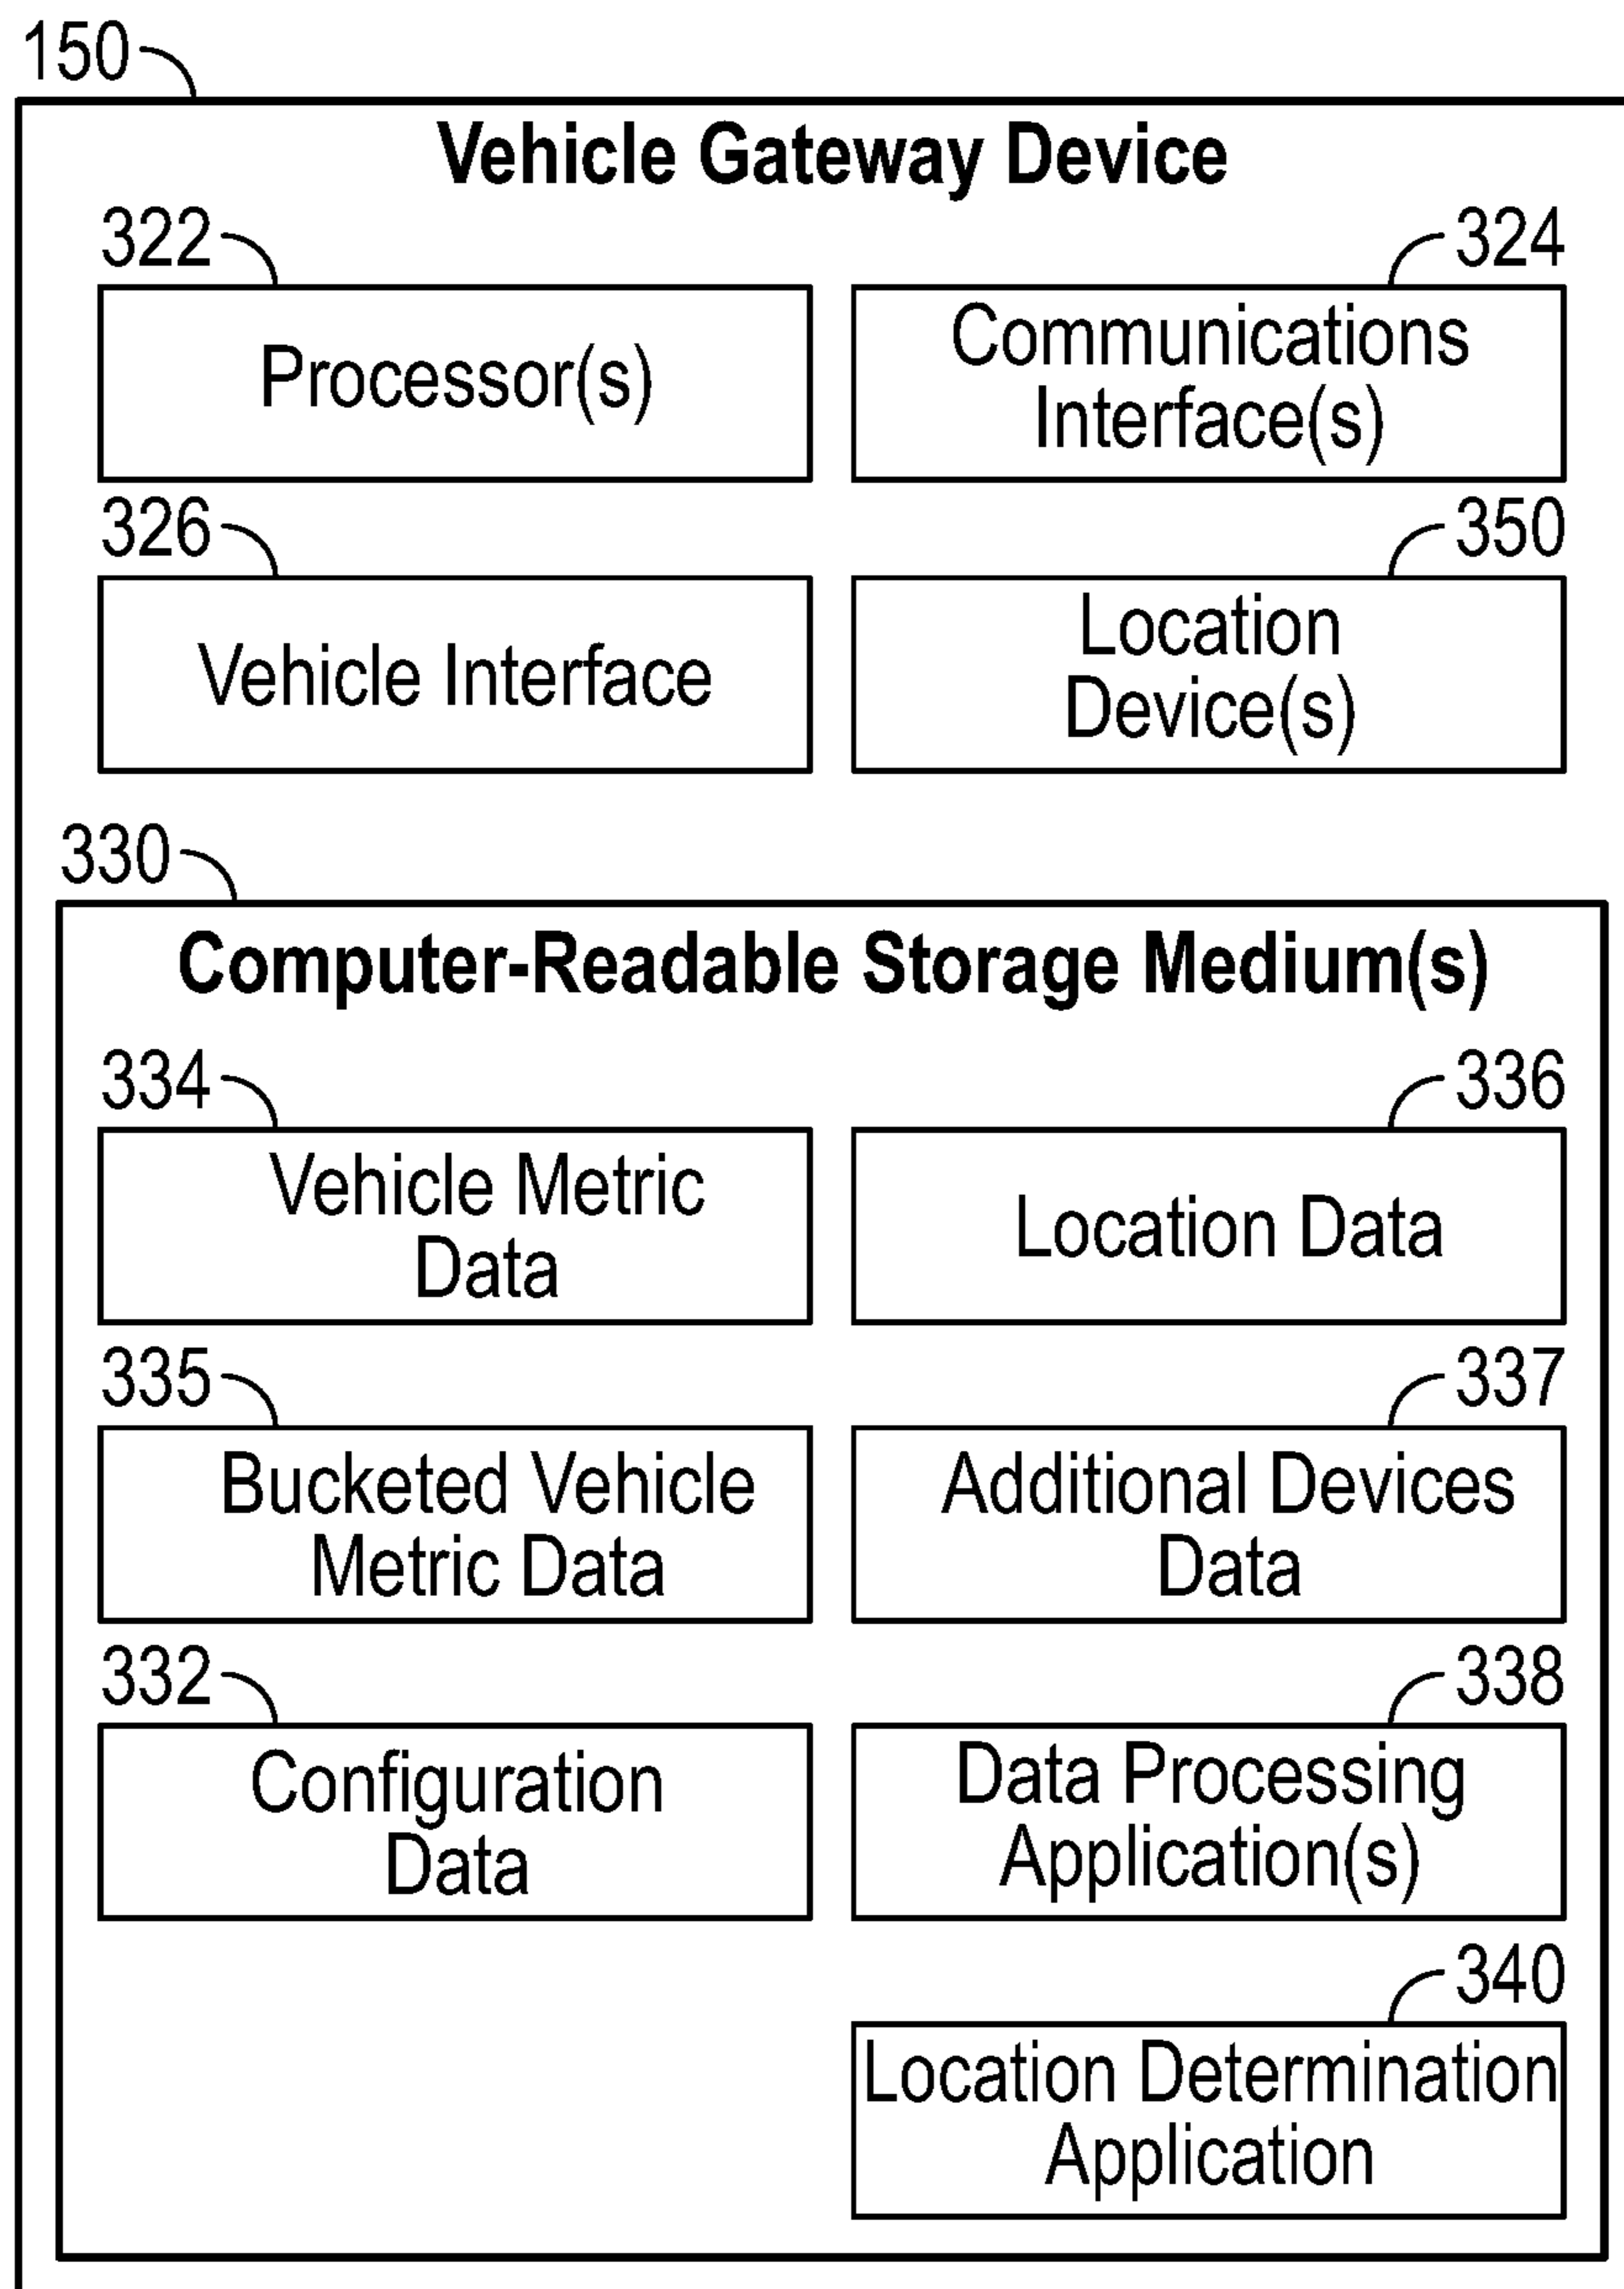 150
Vehicle Gateway Device
322
324
Processor(s)
Communications
Interface(s)
326
350
Vehicle Interface
Location
Device(s)
330
Computer-Readable Storage Medium(s)
334
336
Vehicle Metric
Data
Location Data
335
337
Bucketed Vehicle
Metric Data
Additional Devices
Data
332
338
Configuration
Data
Data Processing
Application(s)
340
Location Determination
Application